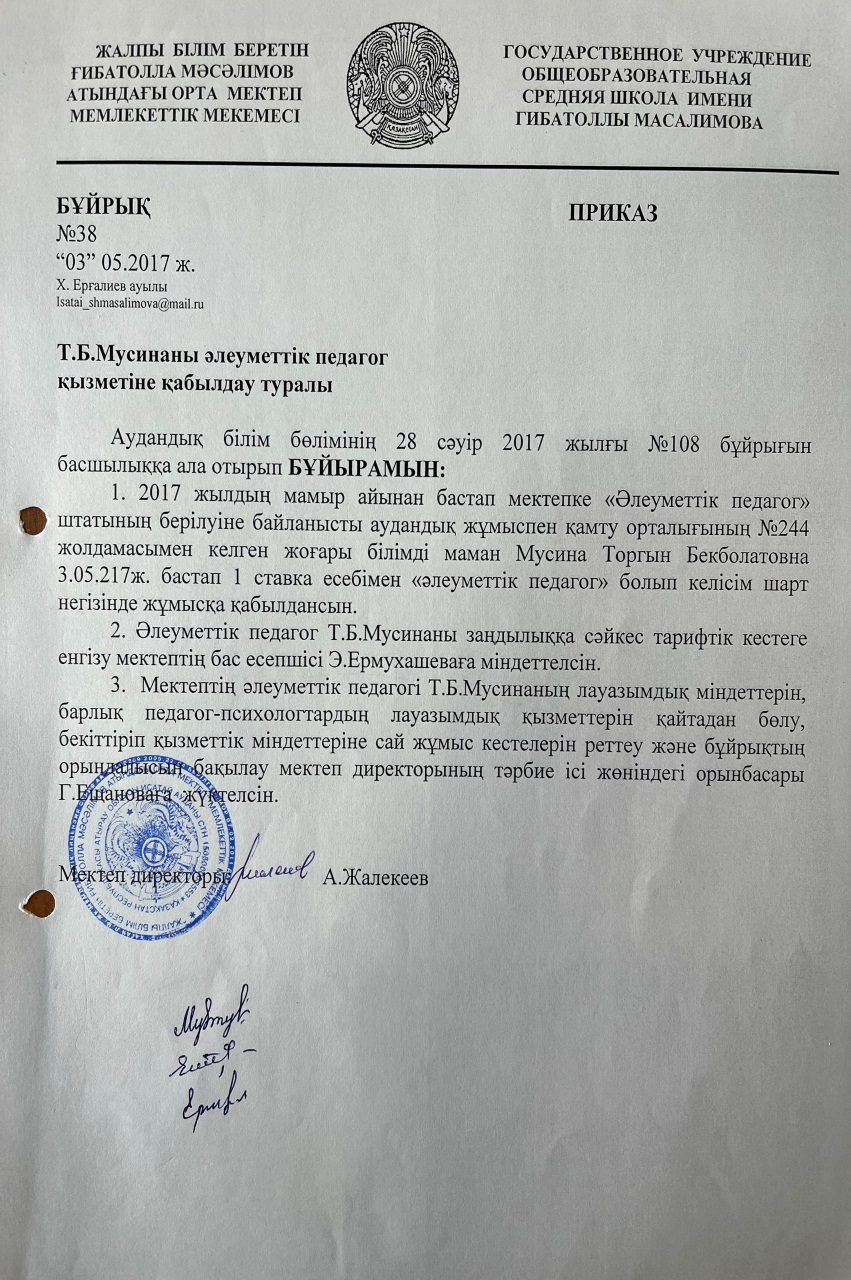 ЖАЛПЫ БІЛІМ БЕРЕТІН
ҒИБАТОЛЛА МӘСӘЛІМОВ
АТЫНДАҒЫ ОРТА МЕКТЕП
МЕМЛЕКЕТТІК МЕКЕМЕСІ
ҚАЗАҚСТАН
ГОСУДАРСТВЕННОЕ УЧРЕЖДЕНИЕ
ОБЩЕОБРАЗОВАТЕЛЬНАЯ
СРЕДНЯЯ ШКОЛА ИМЕНИ
ГИБАТОЛЛЫ МАСАЛИМОВА
БҰЙРЫҚ
ПРИКАЗ
№38
“03” 05.2017 ж.
Х. Ерғалиев ауылы
Isatai_shmasalimova@mail.ru
Т.Б.Мусинаны әлеуметтік педагог
қызметіне қабылдау туралы
Аудандық білім бөлімінің 28 сәуір 2017 жылғы №108 бұйрығын
басшылыққа ала отырып БҰЙЫРАМЫН:
1. 2017 жылдың мамыр айынан бастап мектепке «Әлеуметтік педагог»
штатының берілуіне байланысты аудандық жұмыспен қамту орталығының №244
жолдамасымен келген жоғары білімді маман Мусина Торгын Бекболатовна
3.05.217ж. бастап 1 ставка есебімен «әлеуметтік педагог» болып келісім шарт
негізінде жұмысқа қабылдансын.
2. Әлеуметтік педагог Т.Б.Мусинаны заңдылыққа сәйкес тарифтік кестеге
енгізу мектептің бас есепшісі Э.Ермухашеваға міндеттелсін.
3. Мектептің әлеуметтік педагогі Т.Б.Мусинаның лауазымдық міндеттерін,
барлық педагог-психологтардың лауазымдық қызметтерін қайтадан бөлу,
бекіттіріп қызметтік міндеттеріне сай жұмыс кестелерін реттеу және бұйрықтың
орындалысын бақылау мектеп директорының тәрбие ісі жөніндегі орынбасары
Г.Ещановаға жүктелсін.
Мектеп директоры
А.Жалекеев